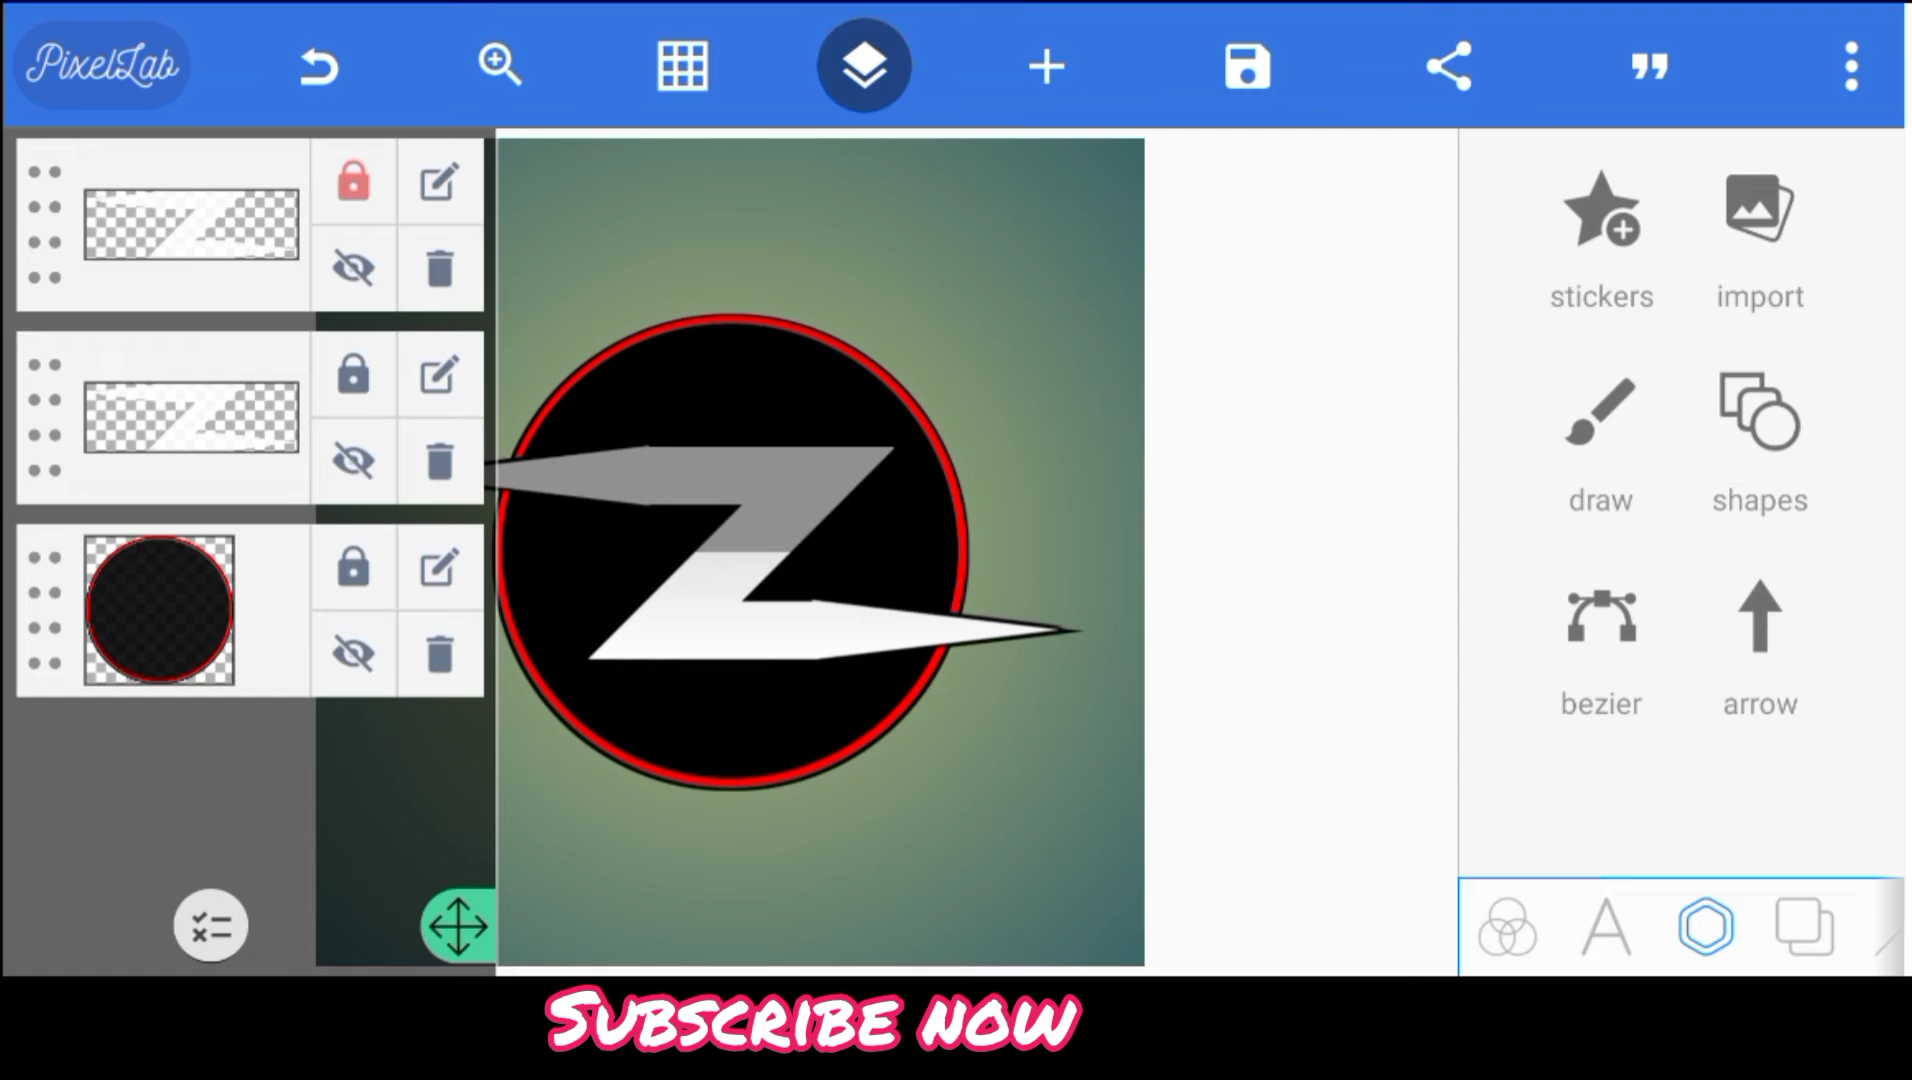 PixelLab
stickers import
draw shapes
bezier arrow
Z
SUBSCRIBE NOW